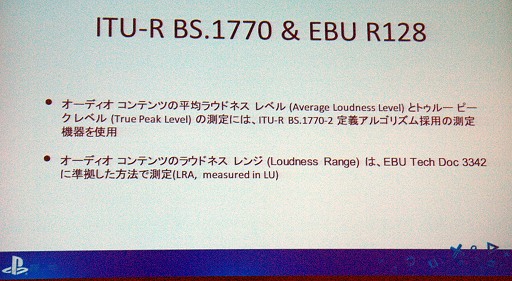 ITU-R BS.1770 & EBU R128
• オーディオ コンテンツの平均ラウドネス レベル (Average Loudness Level) とトゥルー ピー
クレベル (True Peak Level) の測定には、ITU-R BS.1770-2 定義アルゴリズム採用の測定
機器を使用
• オーディオ コンテンツのラウドネス レンジ (Loudness Range) は、EBU Tech Doc 3342
に準拠した方法で測定(LRA, measured in LU)